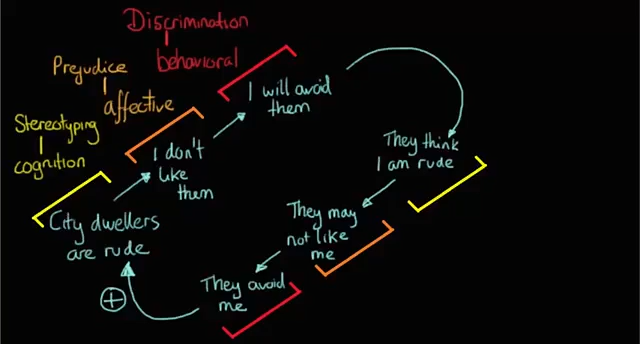 Discrimination
behavioral
Prejudice
affective
Stereotyping
cognition
I will avoid
them
I don't
like
them
City dwellers
are rude
They think
I am rude
They may
not like
me
They avoid
me
+